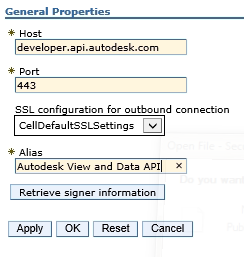 General Properties
* Host
developer.api.autodesk.com
* Port
443
SSL configuration for outbound connection
CellDefaultSSLSettings
* Alias
Autodesk View and Data API
Retrieve signer information
Apply OK Reset Cancel